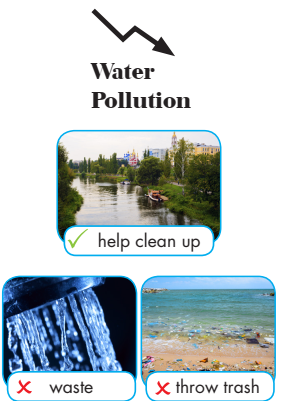 Water
Pollution
help clean up
waste
throw trash